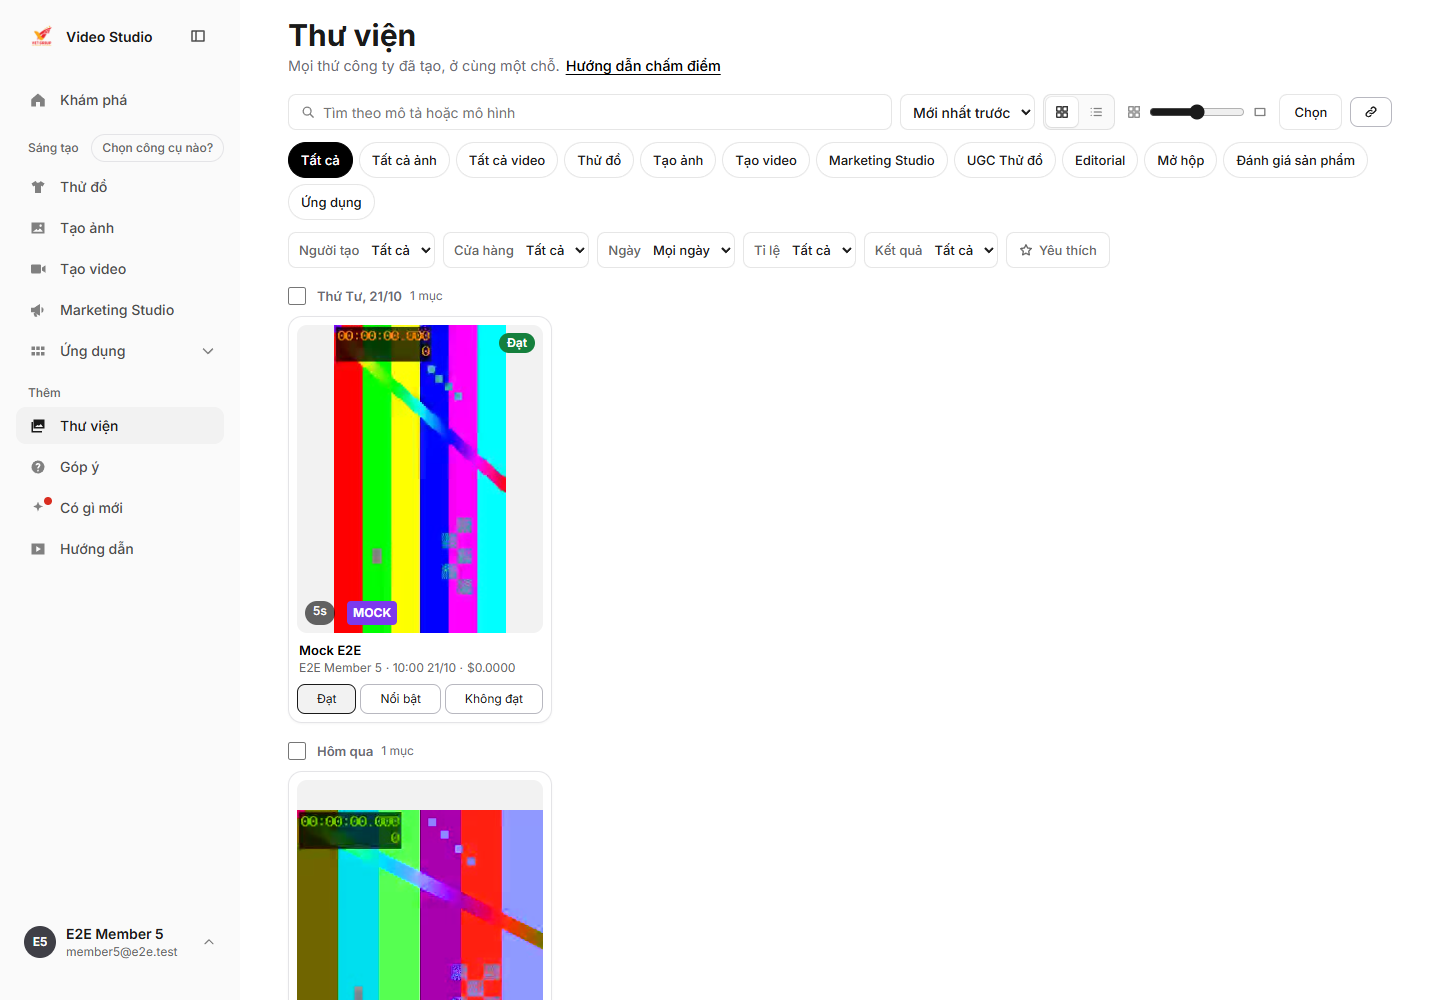 Video Studio
Khám phá
Sáng tạo
Chọn công cụ nào?
Thử đồ
Tạo ảnh
Tạo video
Marketing Studio
Ứng dụng
Thêm
Thư viện
Góp ý
Có gì mới
Hướng dẫn
E5
E2E Member 5
member5@e2e.test
Thư viện
Mọi thứ công ty đã tạo, ở cùng một chỗ. Hướng dẫn chấm điểm
Tìm theo mô tả hoặc mô hình
Mới nhất trước
Chọn
Tất cả
Tất cả ảnh
Tất cả video
Thử đồ
Tạo ảnh
Tạo video
Marketing Studio
UGC Thử đồ
Editorial
Mở hộp
Đánh giá sản phẩm
Ứng dụng
Người tạo Tất cả
Cửa hàng Tất cả
Ngày Mọi ngày
Tỉ lệ Tất cả
Kết quả Tất cả
Yêu thích
Thứ Tư, 21/10 1 mục
00:00:00.000
0
Đạt
5s
MOCK
Mock E2E
E2E Member 5 · 10:00 21/10 · $0.0000
Đạt
Nổi bật
Không đạt
Hôm qua 1 mục
00:00:00.000
0